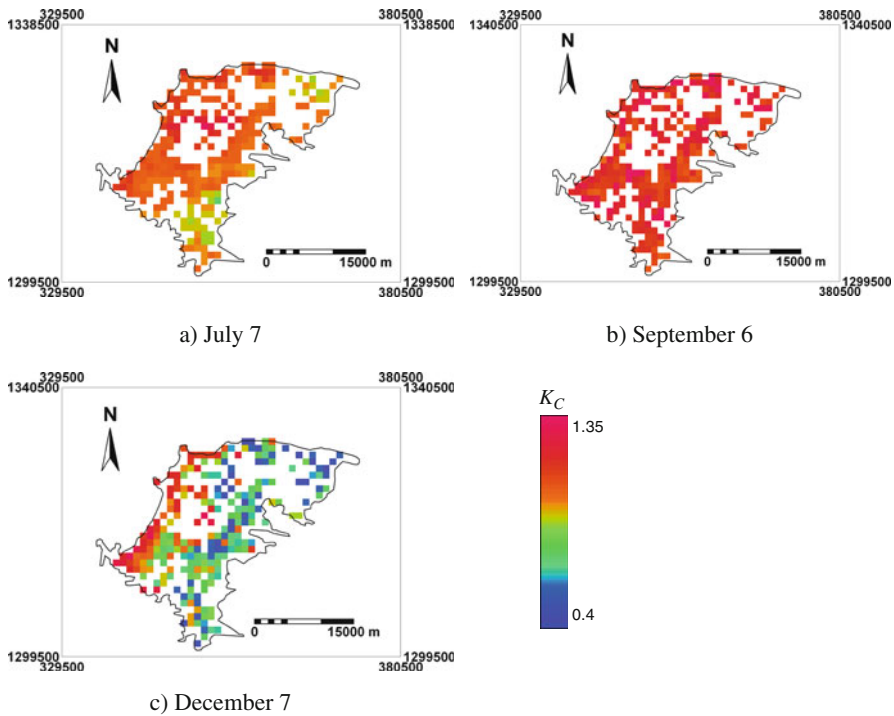 329500 380500
1338500 1338500
N
0 15000 m
1299500 1299500
329500 380500
a) July 7
329500 380500
1340500 1340500
N
0 15000 m
1299500 1299500
329500 380500
b) September 6
329500 380500
1340500 1340500
N
0 15000 m
1299500 1299500
329500 380500
c) December 7
K_C
1.35
0.4